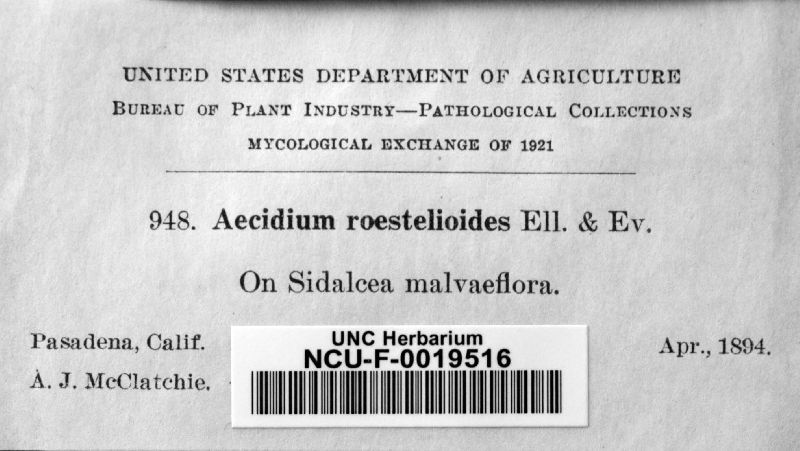 UNITED STATES DEPARTMENT OF AGRICULTURE
BUREAU OF PLANT INDUSTRY—PATHOLOGICAL COLLECTIONS
MYCOLOGICAL EXCHANGE OF 1921
948. Aecidium roestelioides Ell. & Ev.
On Sidalcea malvaeflora.
Pasadena, Calif.
Apr., 1894.
A. J. McClatchie.
UNC Herbarium
NCU-F-0019516